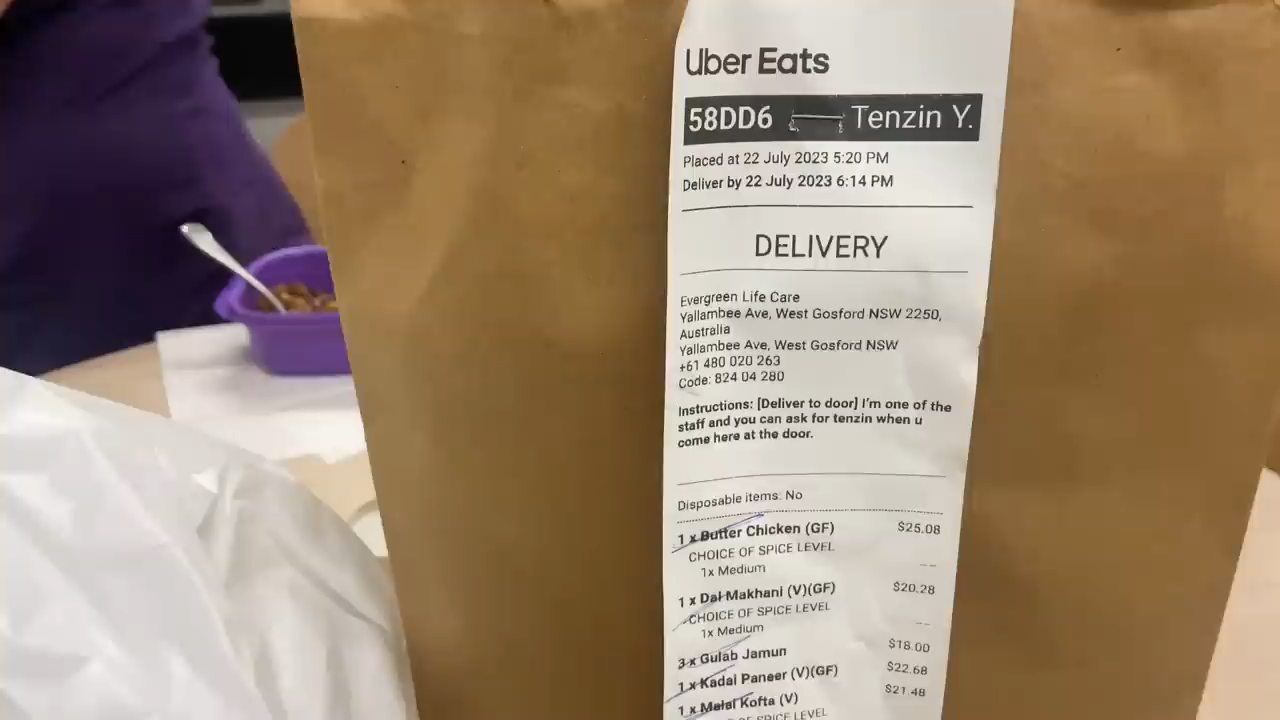 Uber Eats
58DD6 Tenzin Y.
Placed at 22 July 2023 5:20 PM
Deliver by 22 July 2023 6:14 PM
DELIVERY
Evergreen Life Care
Yallambee Ave, West Gosford NSW 2250,
Australia
Yallambee Ave, West Gosford NSW
+61 480 020 263
Code: 824 04 280
Instructions: [Deliver to door] I'm one of the
staff and you can ask for tenzin when u
come here at the door.
Disposable items: No
1 x Butter Chicken (GF) $25.08
CHOICE OF SPICE LEVEL
1x Medium --
1 x Dal Makhani (V)(GF) $20.28
CHOICE OF SPICE LEVEL
1x Medium --
3 x Gulab Jamun $18.00
1 x Kadai Paneer (V)(GF) $22.68
1 x Malai Kofta (V) $21.48
OF SPICE LEVEL